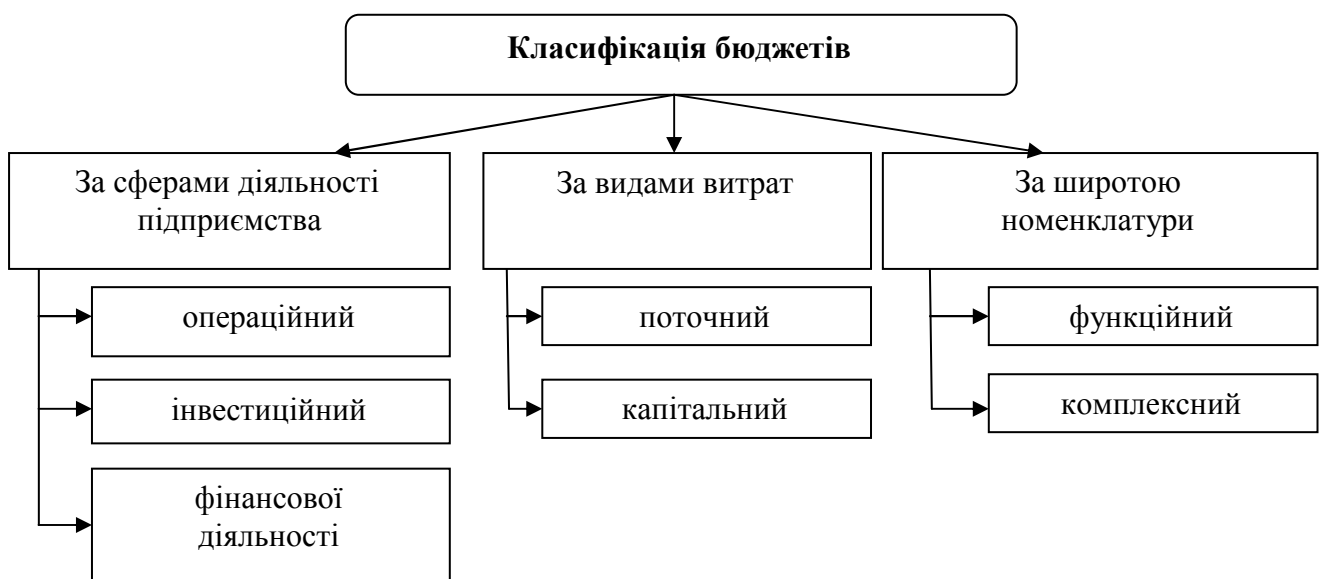 Класифікація бюджетів
За сферами діяльності
підприємства
операційний
інвестиційний
фінансової
діяльності
За видами витрат
поточний
капітальний
За широтою
номенклатури
функційний
комплексний